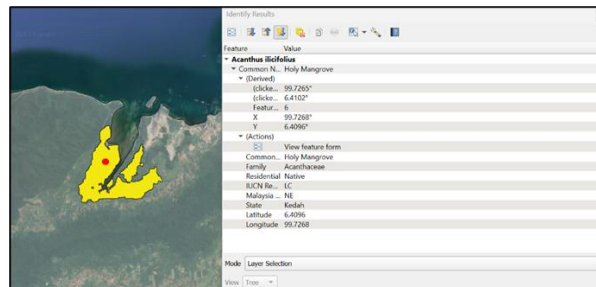 Identify Results
Feature Value
Acanthus ilicifolius
Common N... Holy Mangrove
(Derived)
(clicke... 99.7265°
(clicke... 6.4102°
Featur... 6
X 99.7268°
Y 6.4096°
(Actions)
View feature form
Common... Holy Mangrove
Family Acanthaceae
Residential Native
IUCN Re... LC
Malaysia ... NE
State Kedah
Latitude 6.4096
Longitude 99.7268
Mode Layer Selection
View Tree